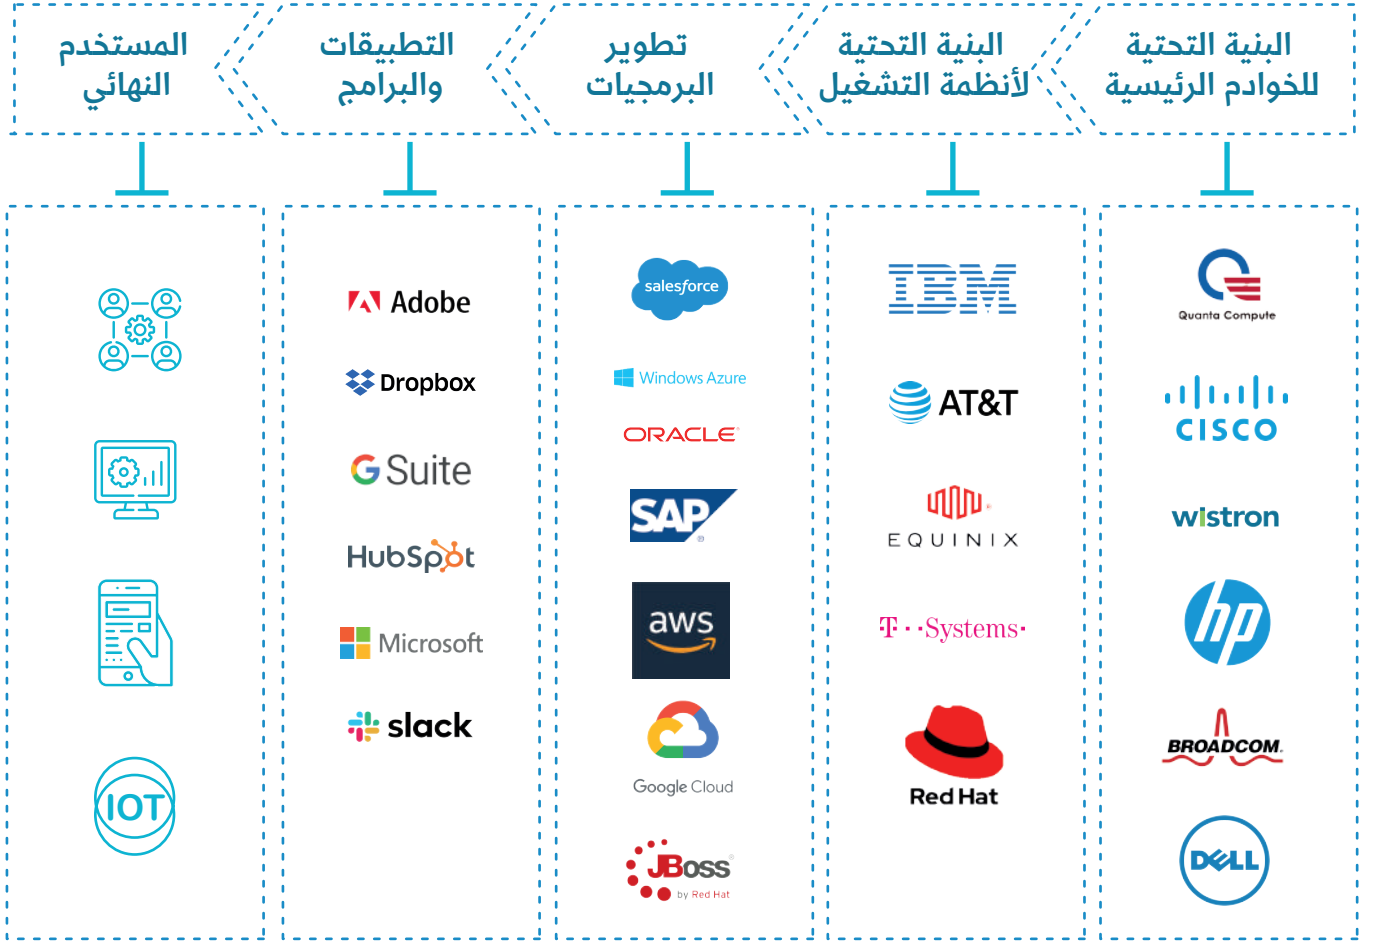 البنية التحتية
للخوادم الرئيسية
البنية التحتية
لأنظمة التشغيل
تطوير
البرمجيات
التطبيقات
والبرامج
المستخدم
النهائي
Quanta Compute
CISCO
wistron
hp
BROADCOM
DELL
IBM
AT&T
EQUINIX
T··Systems·
Red Hat
salesforce
Windows Azure
ORACLE
SAP
aws
Google Cloud
JBoss
by Red Hat
Adobe
Dropbox
G Suite
HubSpot
Microsoft
slack
IOT